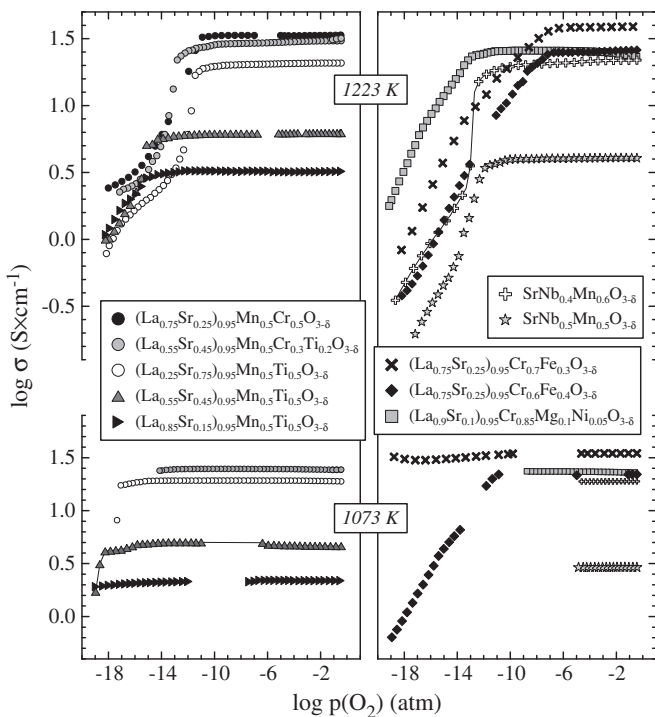 1.5
1.0
0.5
0.0
-0.5
1223 K
(La0.75Sr0.25)0.95Mn0.5Cr0.5O3-δ
(La0.55Sr0.45)0.95Mn0.5Cr0.3Ti0.2O3-δ
(La0.25Sr0.75)0.95Mn0.5Ti0.5O3-δ
(La0.55Sr0.45)0.95Mn0.5Ti0.5O3-δ
(La0.85Sr0.15)0.95Mn0.5Ti0.5O3-δ
SrNb0.4Mn0.6O3-δ
SrNb0.5Mn0.5O3-δ
(La0.75Sr0.25)0.95Cr0.7Fe0.3O3-δ
(La0.75Sr0.25)0.95Cr0.6Fe0.4O3-δ
(La0.9Sr0.1)0.95Cr0.85Mg0.1Ni0.05O3-δ
log σ (S×cm-1)
1.5
1.0
0.5
0.0
1073 K
-18 -14 -10 -6 -2
-18 -14 -10 -6 -2
log p(O2) (atm)